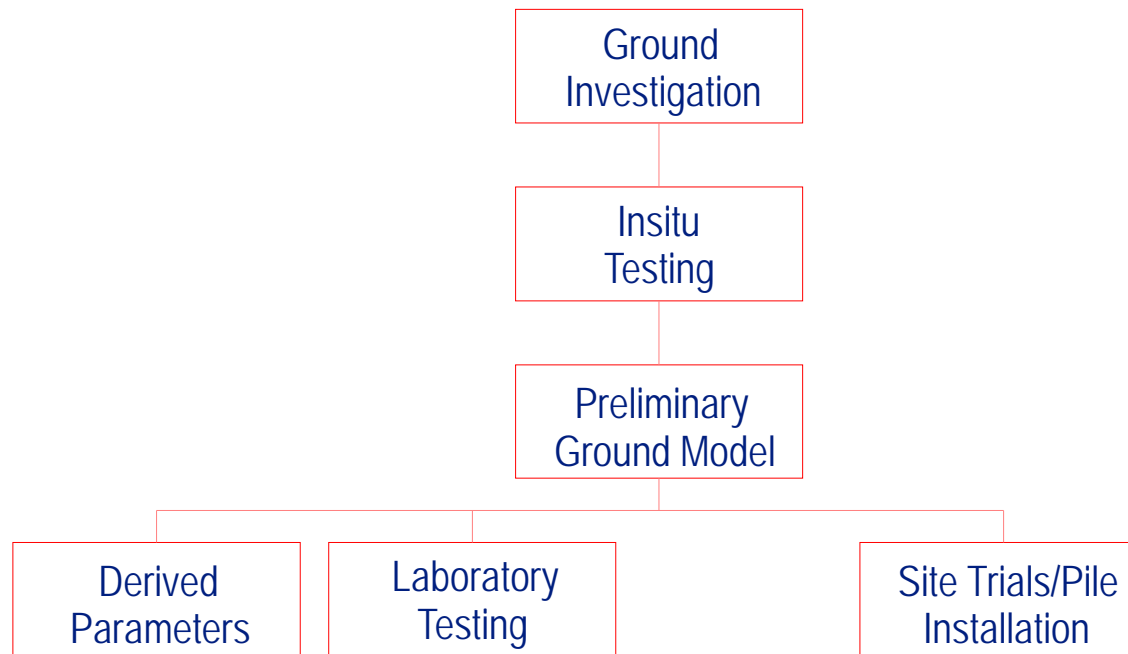 Ground
Investigation
Insitu
Testing
Preliminary
Ground Model
Derived
Parameters
Laboratory
Testing
Site Trials/Pile
Installation